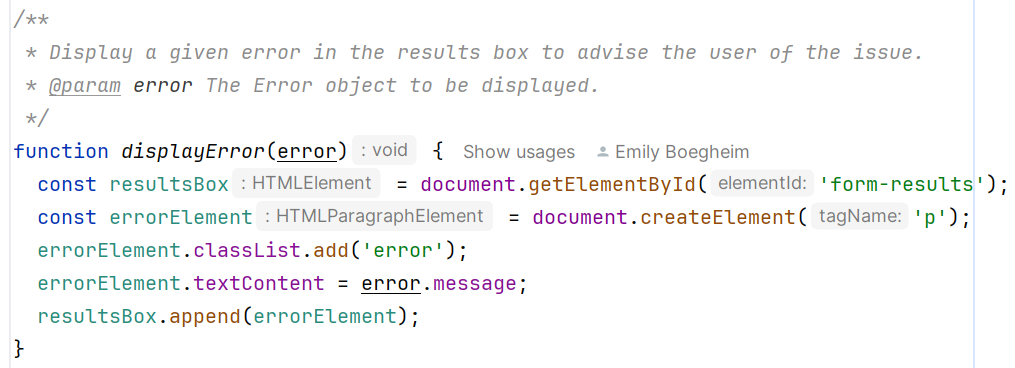 /**
 * Display a given error in the results box to advise the user of the issue.
 * @param error The Error object to be displayed.
 */
function displayError(error) : void { Show usages Emily Boegheim
  const resultsBox : HTMLElement = document.getElementById( elementId: 'form-results');
  const errorElement : HTMLParagraphElement = document.createElement( tagName: 'p');
  errorElement.classList.add('error');
  errorElement.textContent = error.message;
  resultsBox.append(errorElement);
}